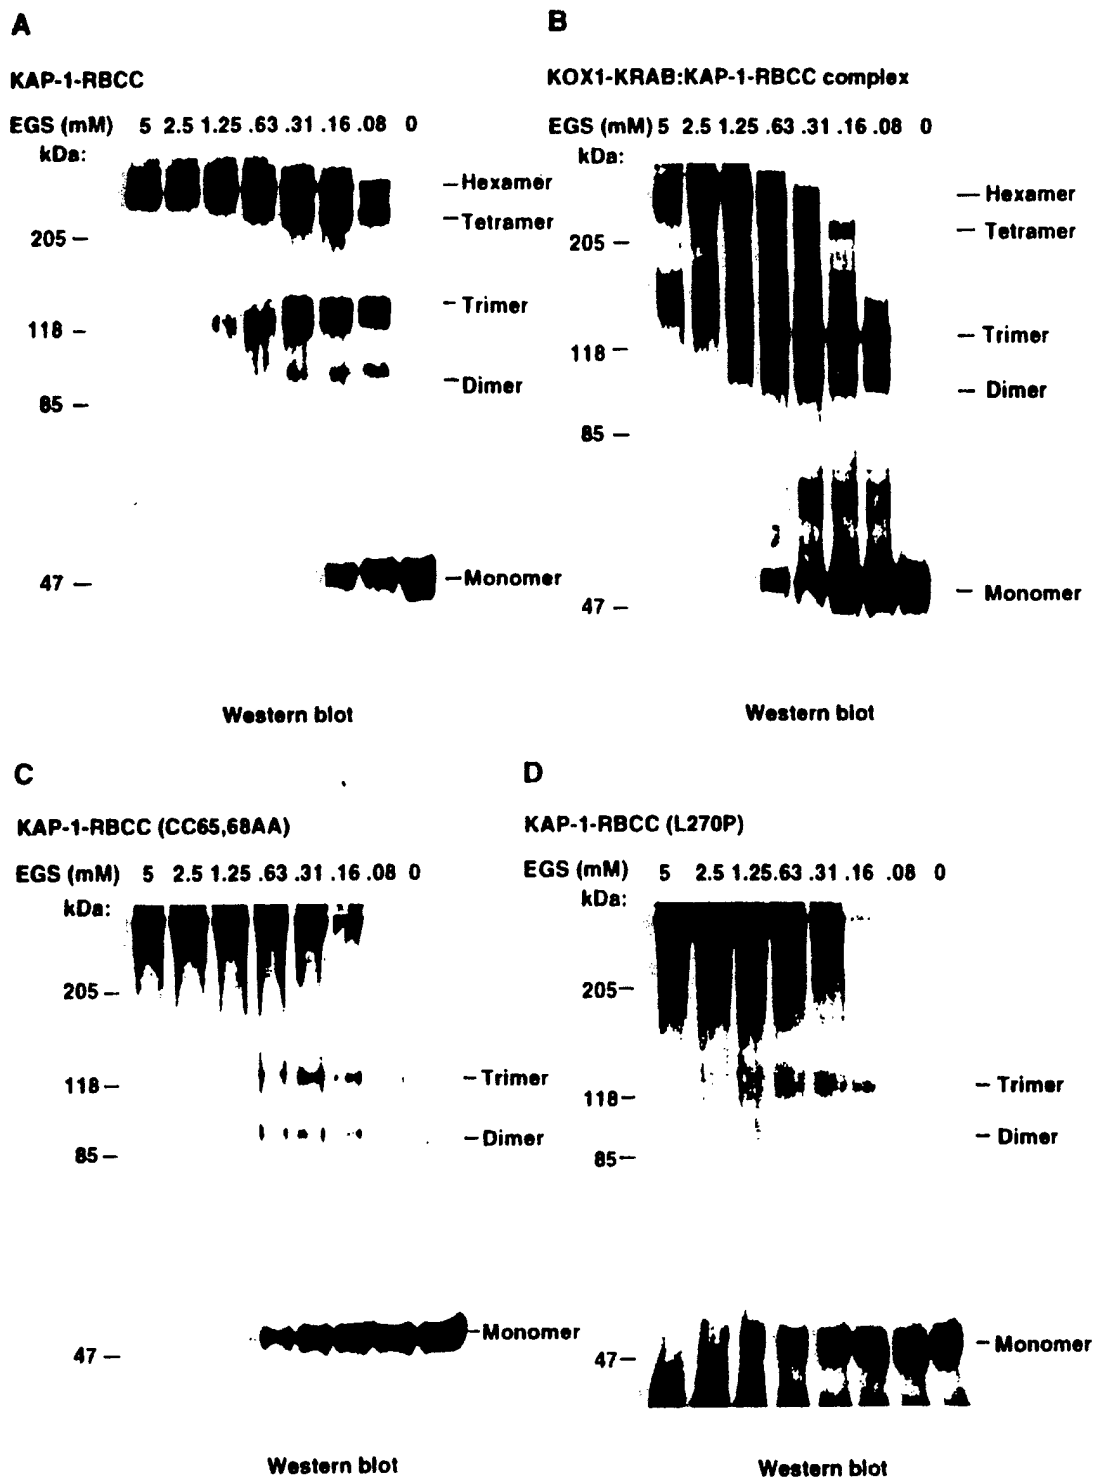 A
KAP-1-RBCC
EGS (mM) 5 2.5 1.25 .63 .31 .16 .08 0
kDa:
Hexamer
Tetramer
205
Trimer
118
Dimer
85
47
Monomer
Western blot
B
KOX1-KRAB:KAP-1-RBCC complex
EGS (mM) 5 2.5 1.25 .63 .31 .16 .08 0
kDa:
Hexamer
Tetramer
205
Trimer
118
Dimer
85
Monomer
47
Western blot
C
KAP-1-RBCC (CC65,68AA)
EGS (mM) 5 2.5 1.25 .63 .31 .16 .08 0
kDa:
205
Trimer
118
Dimer
85
Monomer
47
Western blot
D
KAP-1-RBCC (L270P)
EGS (mM) 5 2.5 1.25 .63 .31 .16 .08 0
kDa:
205
Trimer
118
Dimer
85
Monomer
47
Western blot